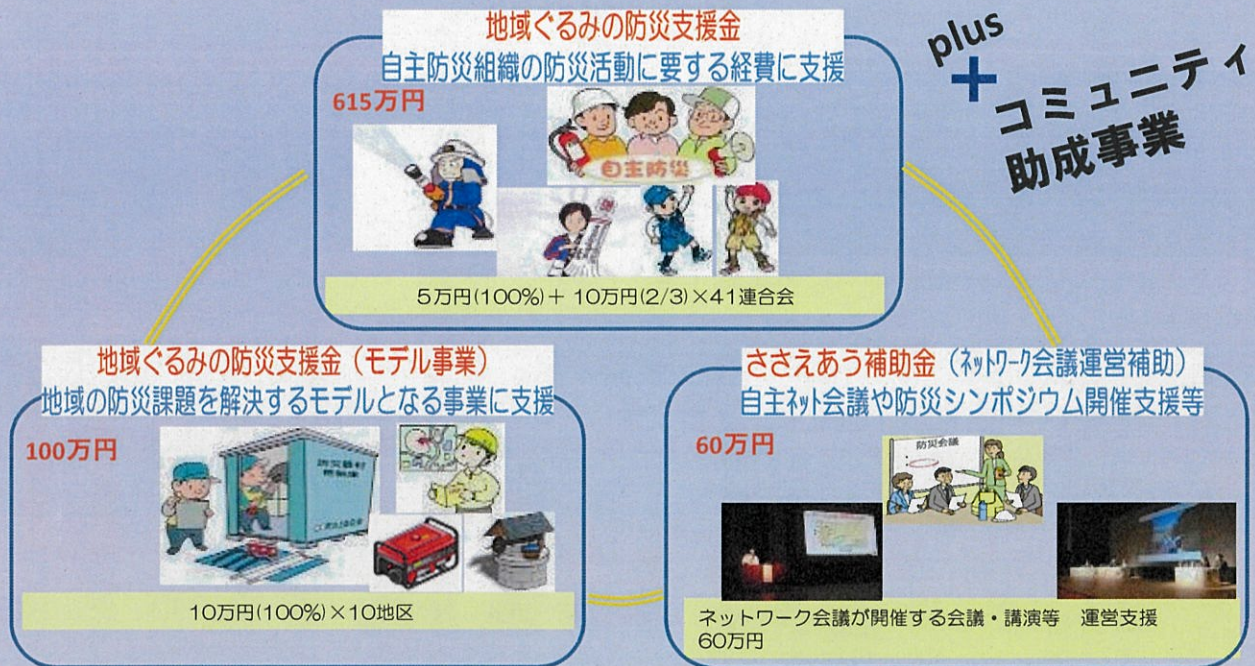 地域ぐるみの防災支援金
自主防災組織の防災活動に要する経費に支援
615万円
自主防災
5万円(100%)+ 10万円(2/3)×41連合会
plus
+
コミュニティ
助成事業
地域ぐるみの防災支援金(モデル事業)
地域の防災課題を解決するモデルとなる事業に支援
100万円
10万円(100%)×10地区
ささえあう補助金(ネットワーク会議運営補助)
自主ネット会議や防災シンポジウム開催支援等
60万円
防災会議
ネットワーク会議が開催する会議・講演等 運営支援
60万円